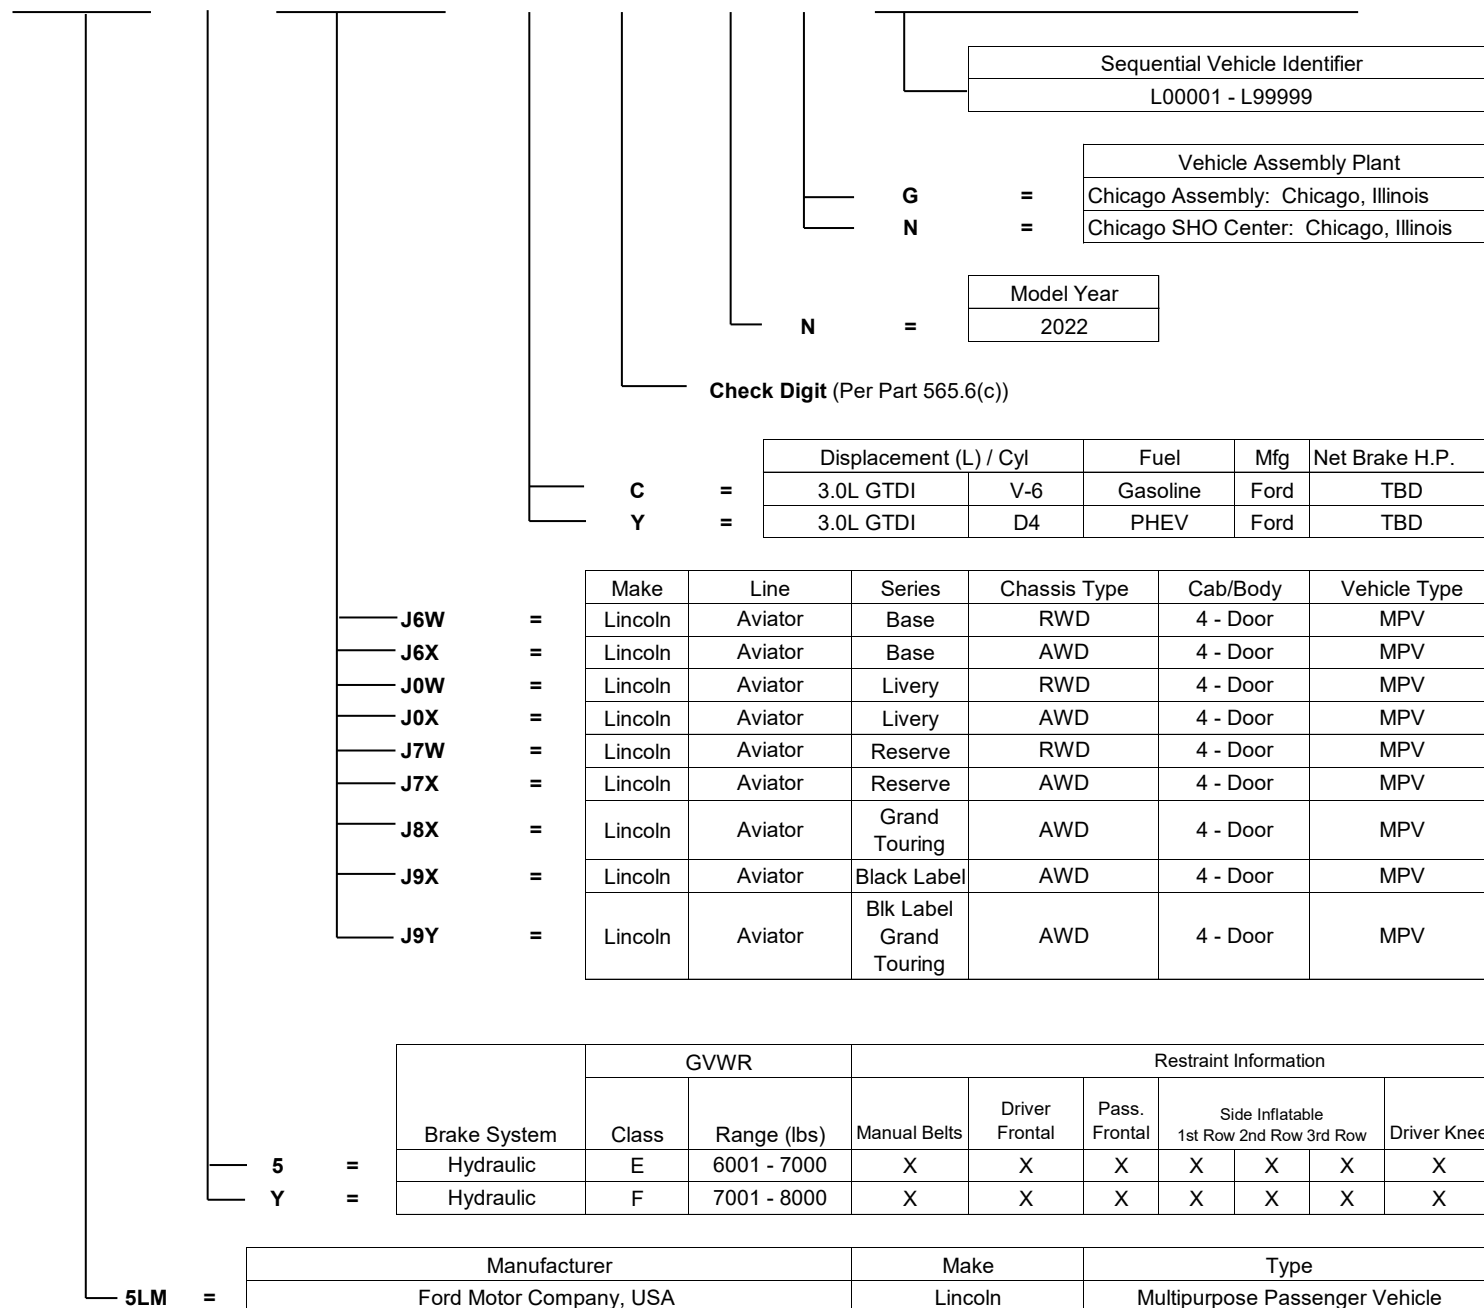 Sequential Vehicle Identifier
L00001 - L99999
Vehicle Assembly Plant
G = Chicago Assembly: Chicago, Illinois
N = Chicago SHO Center: Chicago, Illinois
Model Year
N = 2022
Check Digit (Per Part 565.6(c))
Displacement (L) / Cyl Fuel Mfg Net Brake H.P.
C = 3.0L GTDI V-6 Gasoline Ford TBD
Y = 3.0L GTDI D4 PHEV Ford TBD
Make Line Series Chassis Type Cab/Body Vehicle Type
J6W = Lincoln Aviator Base RWD 4 - Door MPV
J6X = Lincoln Aviator Base AWD 4 - Door MPV
J0W = Lincoln Aviator Livery RWD 4 - Door MPV
J0X = Lincoln Aviator Livery AWD 4 - Door MPV
J7W = Lincoln Aviator Reserve RWD 4 - Door MPV
J7X = Lincoln Aviator Reserve AWD 4 - Door MPV
J8X = Lincoln Aviator Grand Touring AWD 4 - Door MPV
J9X = Lincoln Aviator Black Label AWD 4 - Door MPV
J9Y = Lincoln Aviator Blk Label Grand Touring AWD 4 - Door MPV
GVWR Restraint Information
Brake System Class Range (lbs) Manual Belts Driver Frontal Pass. Frontal Side Inflatable 1st Row 2nd Row 3rd Row Driver Knee
5 = Hydraulic E 6001 - 7000 X X X X X X X
Y = Hydraulic F 7001 - 8000 X X X X X X X
Manufacturer Make Type
5LM = Ford Motor Company, USA Lincoln Multipurpose Passenger Vehicle